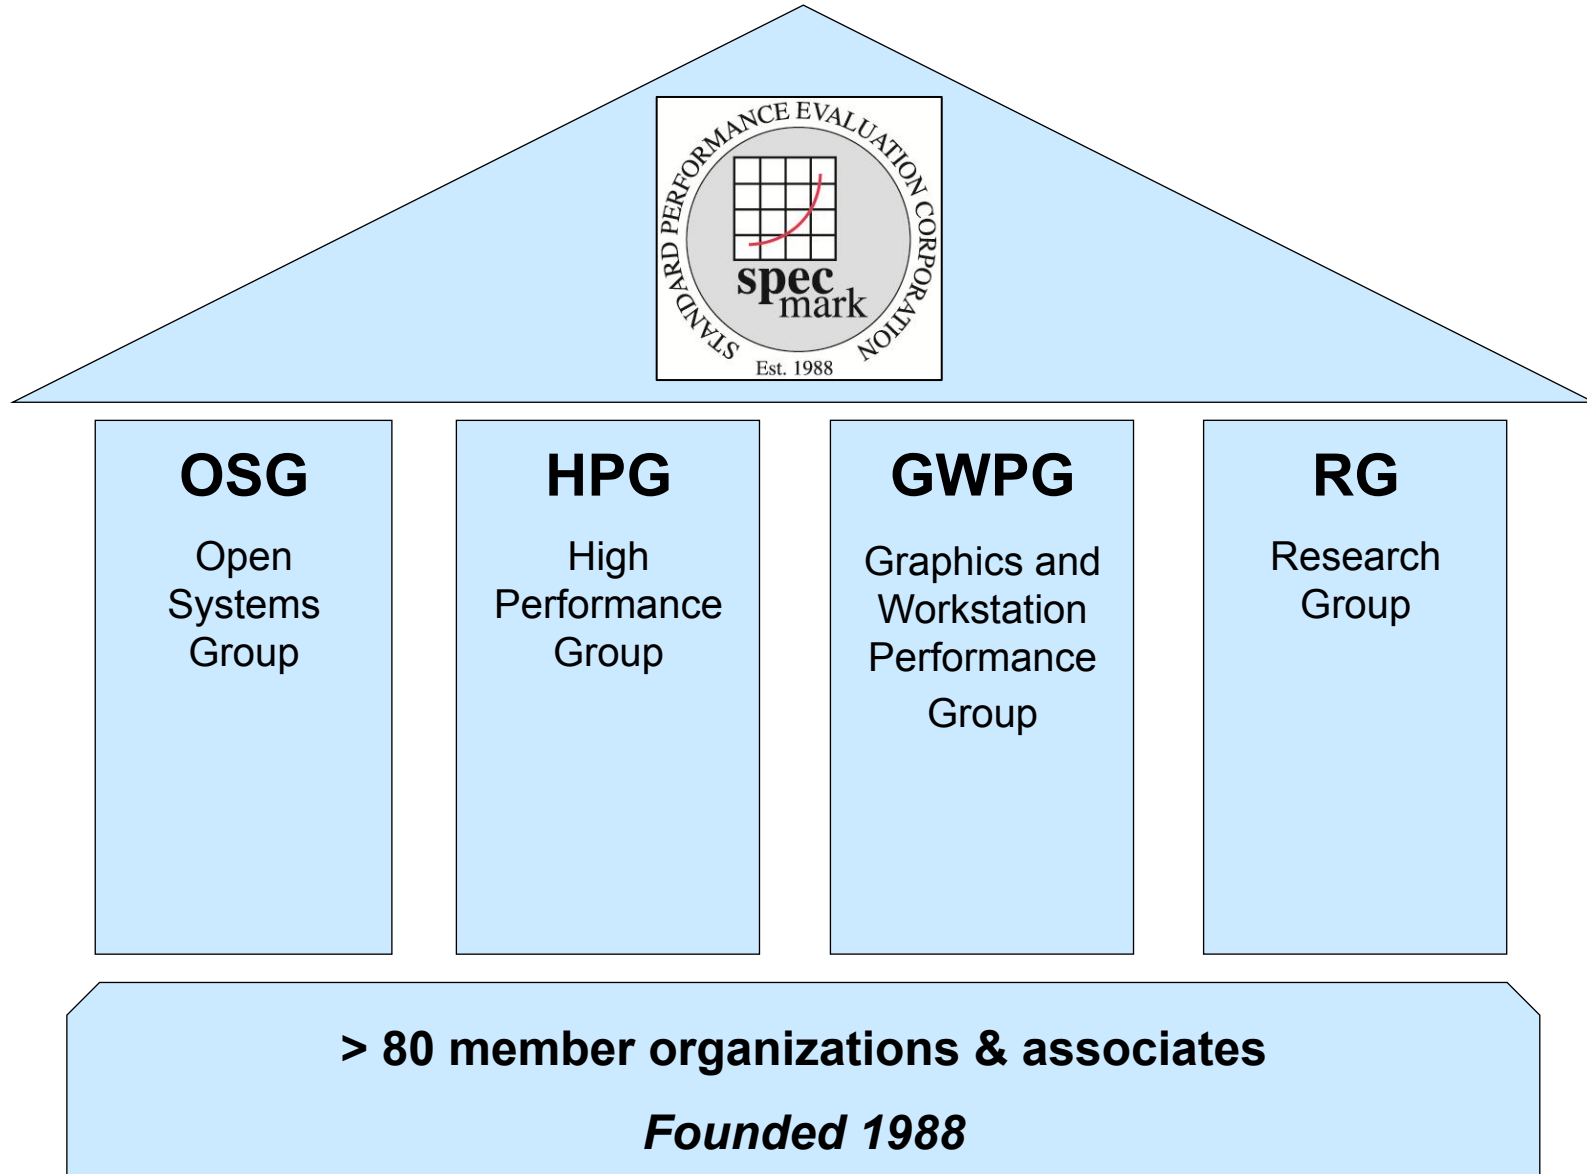 STANDARD PERFORMANCE EVALUATION CORPORATION
spec
mark
Est. 1988
OSG
Open
Systems
Group
HPG
High
Performance
Group
GWPG
Graphics and
Workstation
Performance
Group
RG
Research
Group
> 80 member organizations & associates
Founded 1988